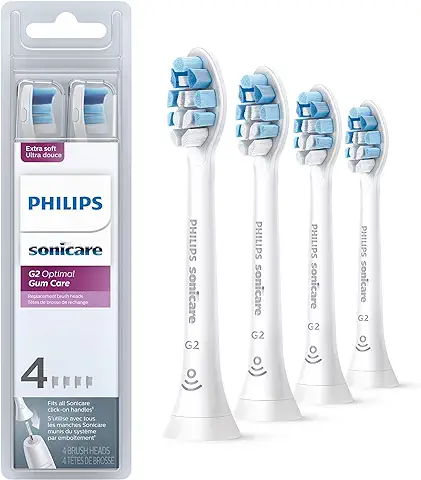 Extra soft
Ultra douce
PHILIPS
sonicare
G2 Optimal
Gum Care
Replacement brush heads
Têtes de brosse de rechange
4
Fits all Sonicare
click-on handles¹
S'utilise avec tous
les manches Sonicare
munis du système
par emboîtement¹
4 BRUSH HEADS
4 TÊTES DE BROSSE
PHILIPS sonicare
G2
PHILIPS sonicare
G2
PHILIPS sonicare
G2
PHILIPS sonicare
G2